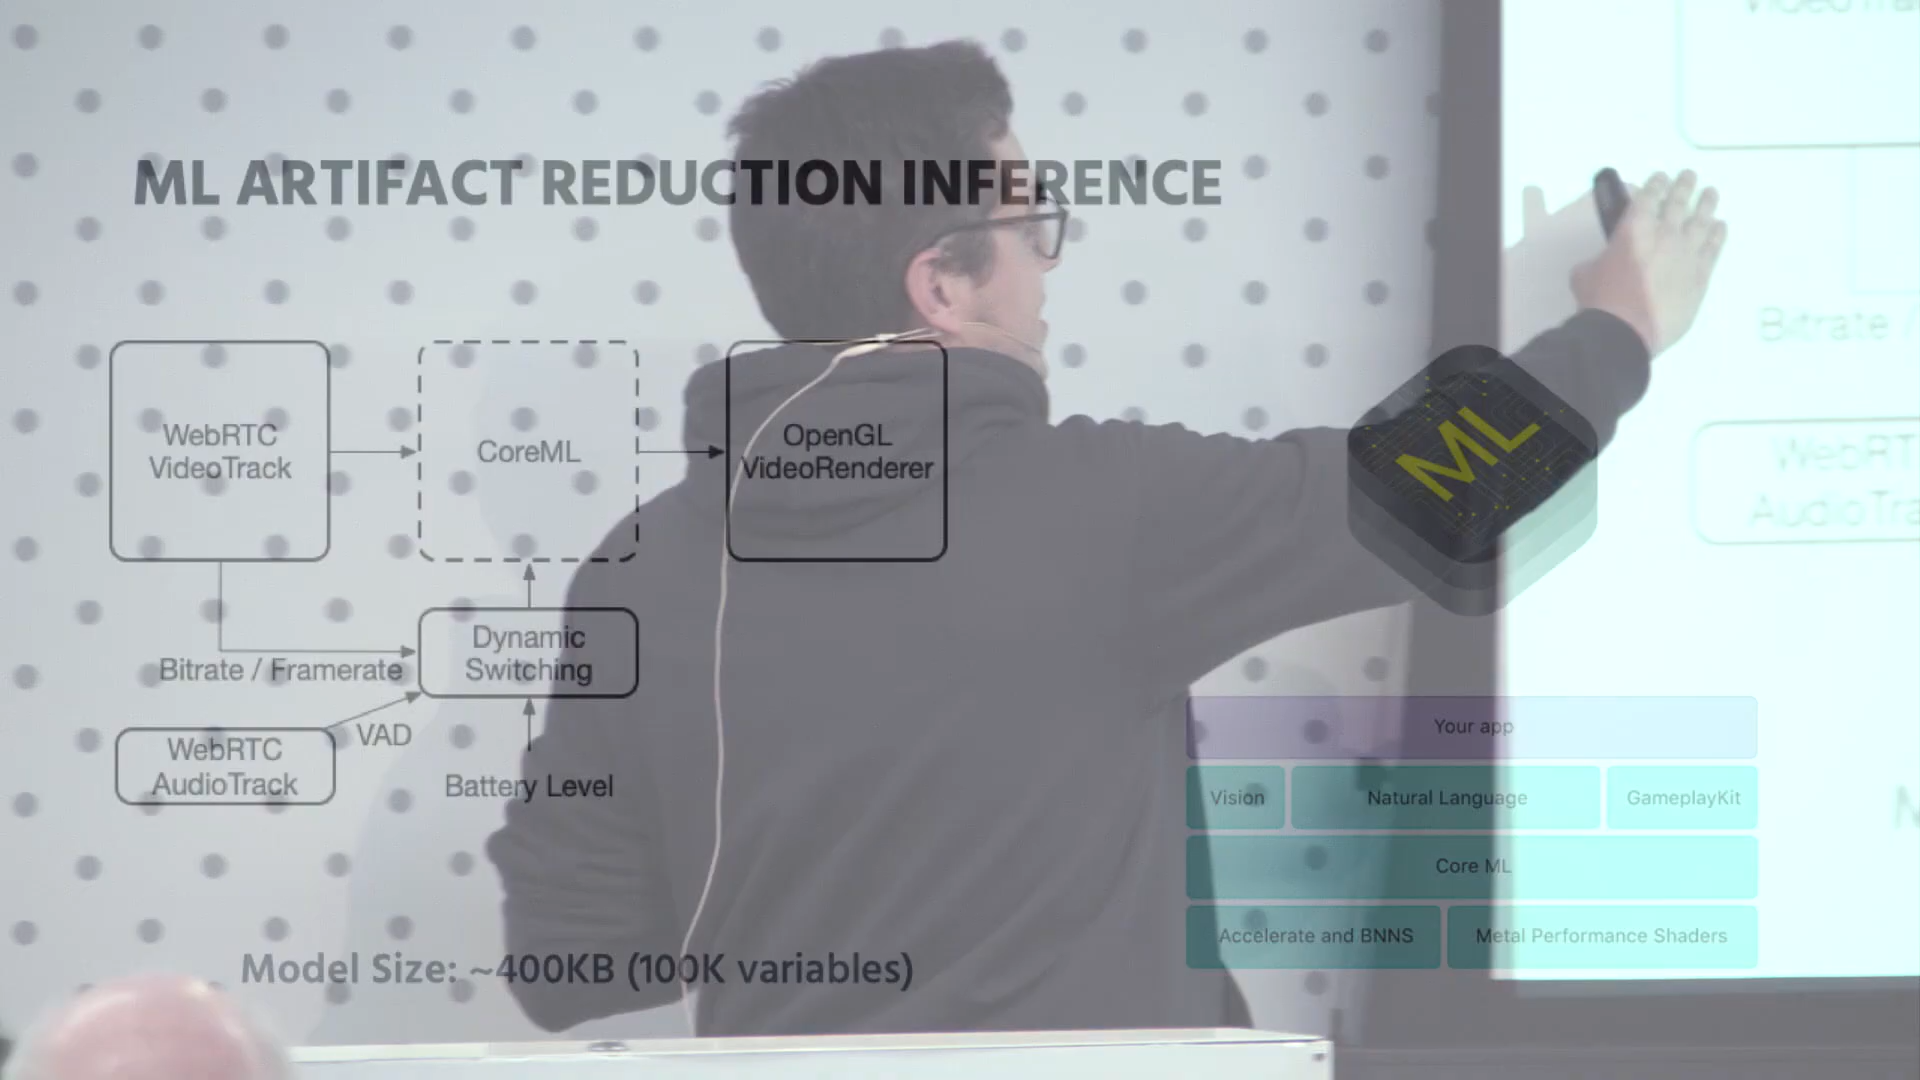 ML ARTIFACT REDUCTION INFERENCE
WebRTC
VideoTrack
CoreML
OpenGL
VideoRenderer
Dynamic
Switching
Bitrate / Framerate
VAD
WebRTC
AudioTrack
Battery Level
Model Size: ~400KB (100K variables)
ML
Your app
Vision
Natural Language
GameplayKit
Core ML
Accelerate and BNNS
Metal Performance Shaders
Bitrate /